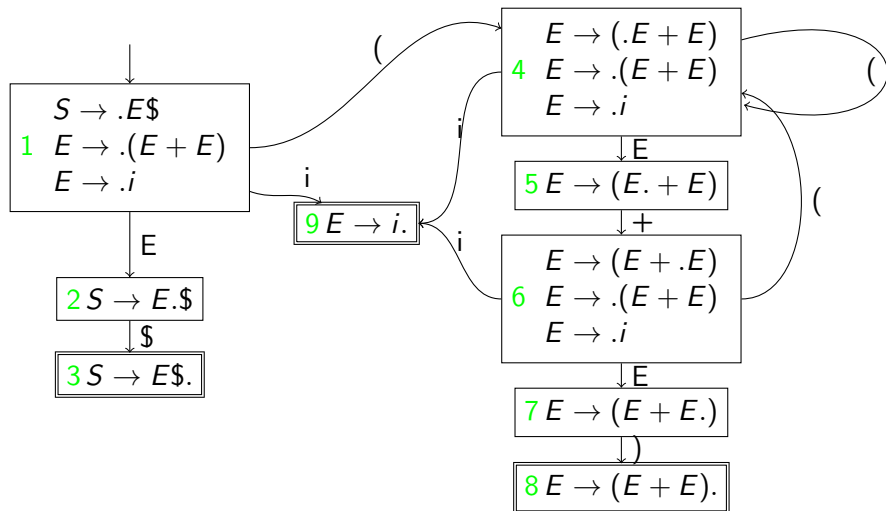 S → .E$
1 E → .(E + E)
E → .i
E
2 S → E.$
$
3 S → E$.
(
i
9 E → i.
i
i
E → (.E + E)
4 E → .(E + E)
E → .i
(
E
5 E → (E. + E)
+
E → (E + .E)
6 E → .(E + E)
E → .i
(
E
7 E → (E + E.)
)
8 E → (E + E).